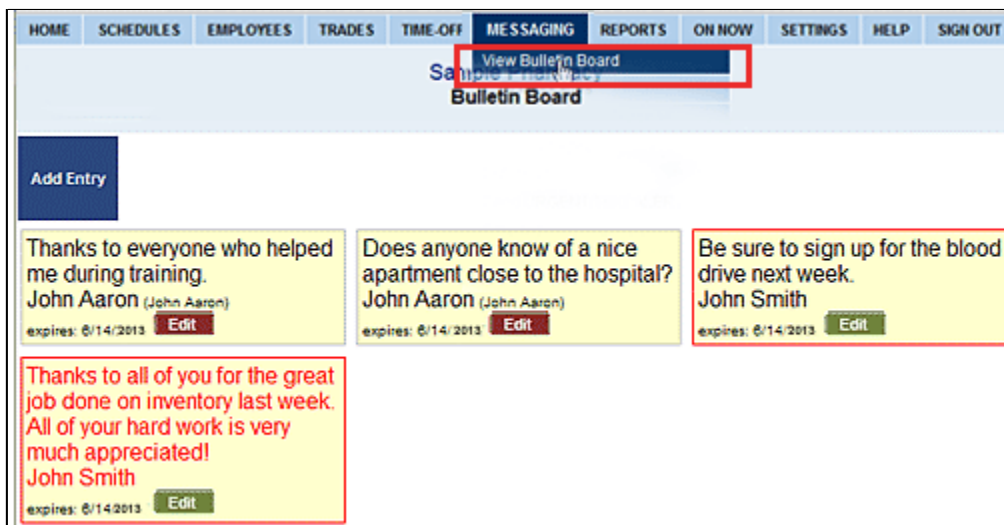 HOME SCHEDULES EMPLOYEES TRADES TIME-OFF MESSAGING REPORTS ON NOW SETTINGS HELP SIGN OUT
View Bulletin Board
Sample Pharmacy
Bulletin Board
Add Entry
Thanks to everyone who helped
me during training.
John Aaron (John Aaron)
expires: 6/14/2013 Edit
Does anyone know of a nice
apartment close to the hospital?
John Aaron (John Aaron)
expires: 6/14/2013 Edit
Be sure to sign up for the blood
drive next week.
John Smith
expires: 6/14/2013 Edit
Thanks to all of you for the great
job done on inventory last week.
All of your hard work is very
much appreciated!
John Smith
expires: 6/14/2013 Edit